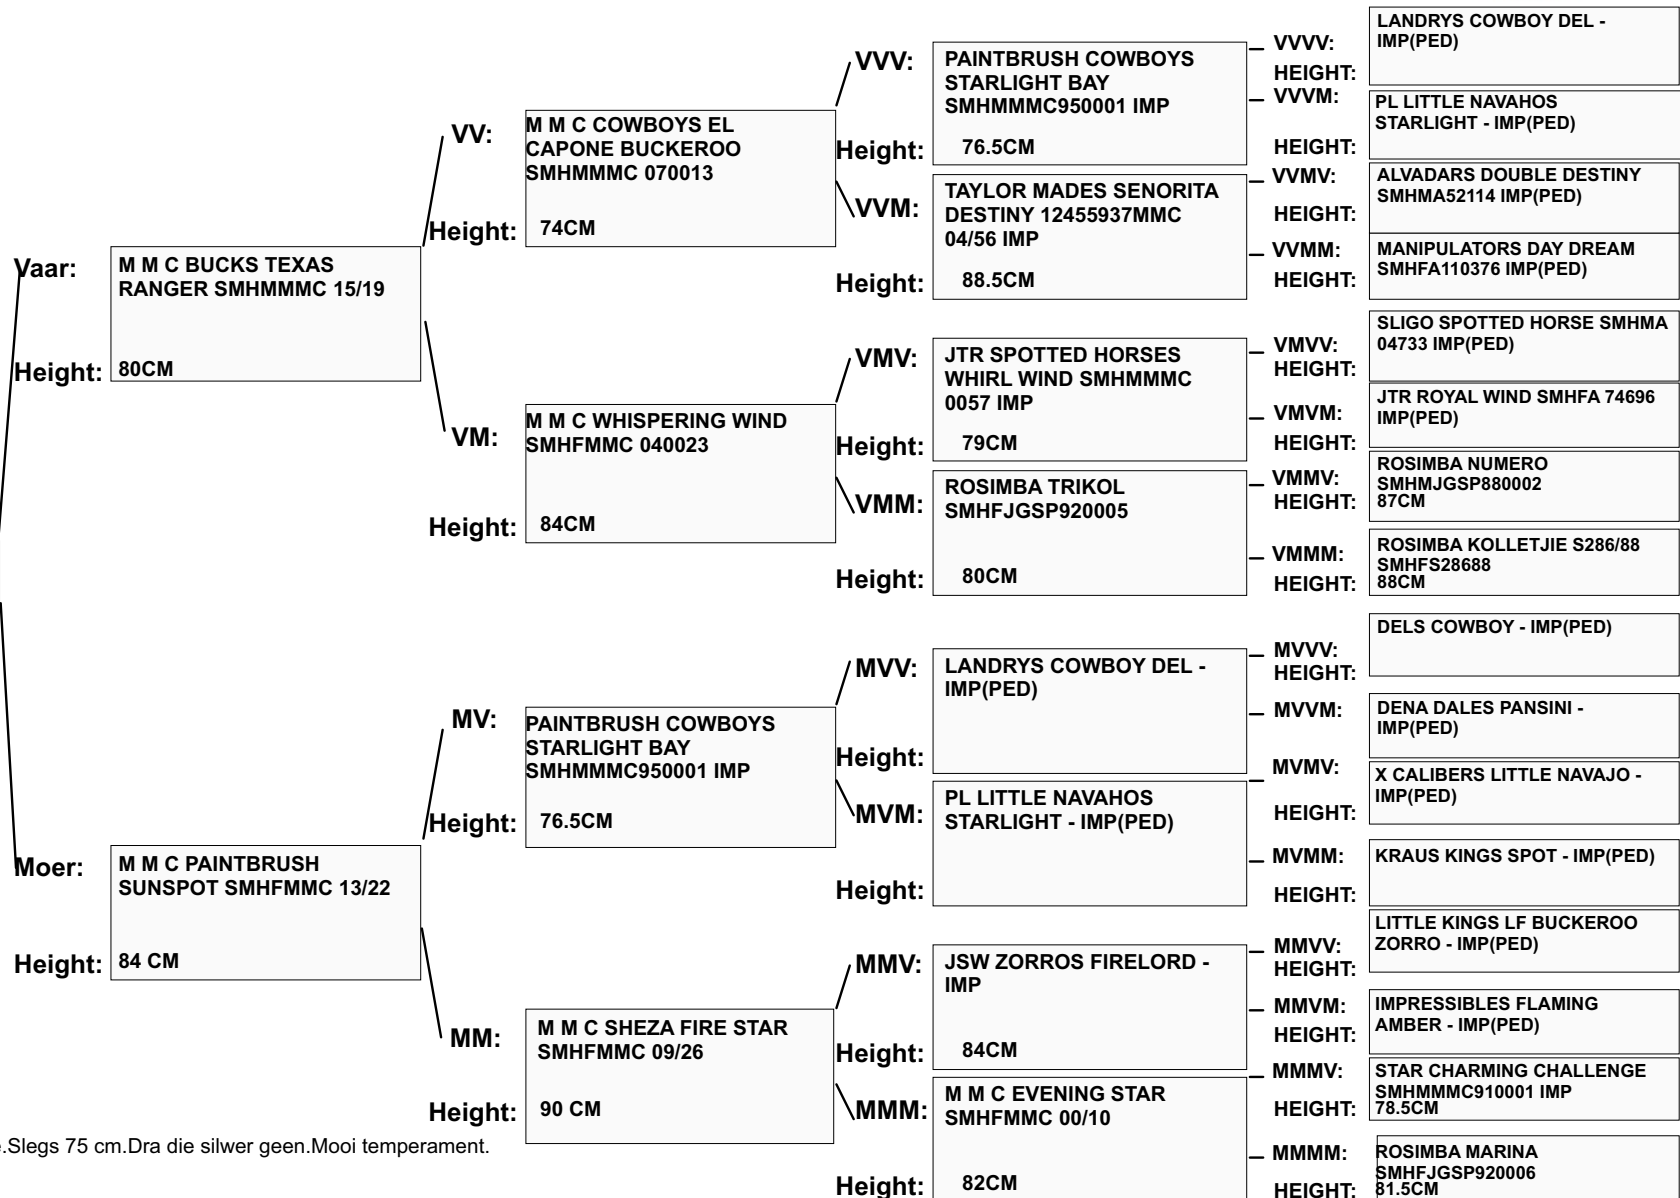 Vaar:
M M C BUCKS TEXAS
RANGER SMHMMMC 15/19
Height:
80CM
Moer:
M M C PAINTBRUSH
SUNSPOT SMHFMMC 13/22
Height:
84 CM
.Slegs 75 cm.Dra die silwer geen.Mooi temperament.
VV:
M M C COWBOYS EL
CAPONE BUCKEROO
SMHMMMC 070013
Height:
74CM
VM:
M M C WHISPERING WIND
SMHFMMC 040023
Height:
84CM
MV:
PAINTBRUSH COWBOYS
STARLIGHT BAY
SMHMMMC950001 IMP
Height:
76.5CM
MM:
M M C SHEZA FIRE STAR
SMHFMMC 09/26
Height:
90 CM
VVV:
PAINTBRUSH COWBOYS
STARLIGHT BAY
SMHMMMC950001 IMP
Height:
76.5CM
VVM:
TAYLOR MADES SENORITA
DESTINY 12455937MMC
04/56 IMP
Height:
88.5CM
VMV:
JTR SPOTTED HORSES
WHIRL WIND SMHMMMC
0057 IMP
Height:
79CM
VMM:
ROSIMBA TRIKOL
SMHFJGSP920005
Height:
80CM
MVV:
LANDRYS COWBOY DEL -
IMP(PED)
Height:
MVM:
PL LITTLE NAVAHOS
STARLIGHT - IMP(PED)
Height:
MMV:
JSW ZORROS FIRELORD -
IMP
Height:
84CM
MMM:
M M C EVENING STAR
SMHFMMC 00/10
Height:
82CM
VVVV:
LANDRYS COWBOY DEL -
IMP(PED)
HEIGHT:
VVVM:
PL LITTLE NAVAHOS
STARLIGHT - IMP(PED)
HEIGHT:
VVMV:
ALVADARS DOUBLE DESTINY
SMHMA52114 IMP(PED)
HEIGHT:
VVMM:
MANIPULATORS DAY DREAM
SMHFA110376 IMP(PED)
HEIGHT:
VMVV:
SLIGO SPOTTED HORSE SMHMA
04733 IMP(PED)
HEIGHT:
VMVM:
JTR ROYAL WIND SMHFA 74696
IMP(PED)
HEIGHT:
VMMV:
ROSIMBA NUMERO
SMHMJGSP880002
HEIGHT:
87CM
VMMM:
ROSIMBA KOLLETJIE S286/88
SMHFS28688
HEIGHT:
88CM
MVVV:
DELS COWBOY - IMP(PED)
HEIGHT:
MVVM:
DENA DALES PANSINI -
IMP(PED)
MVMV:
X CALIBERS LITTLE NAVAJO -
IMP(PED)
HEIGHT:
MVMM:
KRAUS KINGS SPOT - IMP(PED)
HEIGHT:
MMVV:
LITTLE KINGS LF BUCKEROO
ZORRO - IMP(PED)
HEIGHT:
MMVM:
IMPRESSIBLES FLAMING
AMBER - IMP(PED)
HEIGHT:
MMMV:
STAR CHARMING CHALLENGE
SMHMMMC910001 IMP
HEIGHT:
78.5CM
MMMM:
ROSIMBA MARINA
SMHFJGSP920006
HEIGHT:
81.5CM